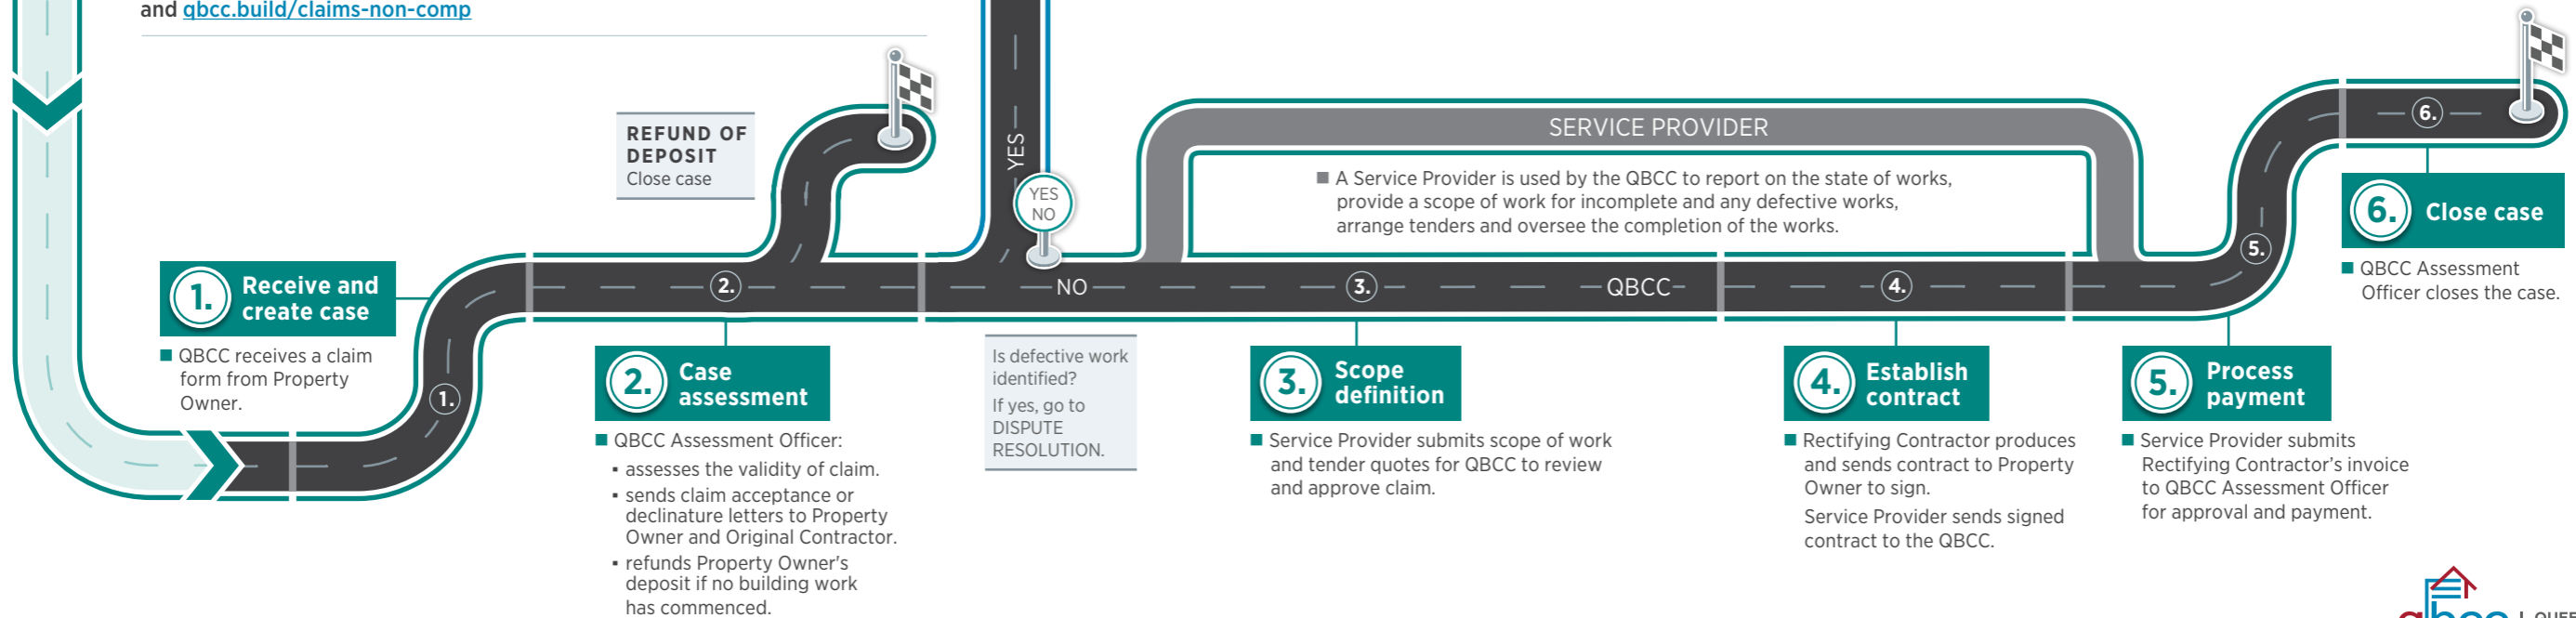 and qbcc.build/claims-non-comp
REFUND OF
DEPOSIT
Close case
YES
YES
NO
SERVICE PROVIDER
A Service Provider is used by the QBCC to report on the state of works,
provide a scope of work for incomplete and any defective works,
arrange tenders and oversee the completion of the works.
6.
6. Close case
QBCC Assessment
Officer closes the case.
1. Receive and
create case
QBCC receives a claim
form from Property
Owner.
1.
2.
NO
3.
QBCC
4.
5.
2. Case
assessment
QBCC Assessment Officer:
assesses the validity of claim.
sends claim acceptance or
declinature letters to Property
Owner and Original Contractor.
refunds Property Owner's
deposit if no building work
has commenced.
Is defective work
identified?
If yes, go to
DISPUTE
RESOLUTION.
3. Scope
definition
Service Provider submits scope of work
and tender quotes for QBCC to review
and approve claim.
4. Establish
contract
Rectifying Contractor produces
and sends contract to Property
Owner to sign.
Service Provider sends signed
contract to the QBCC.
5. Process
payment
Service Provider submits
Rectifying Contractor's invoice
to QBCC Assessment Officer
for approval and payment.